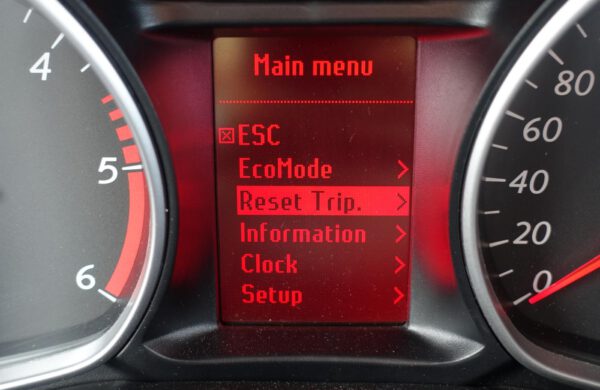 Main menu
ESC
EcoMode
Reset Trip.
Information
Clock
Setup
4
5
6
80
60
40
20
0